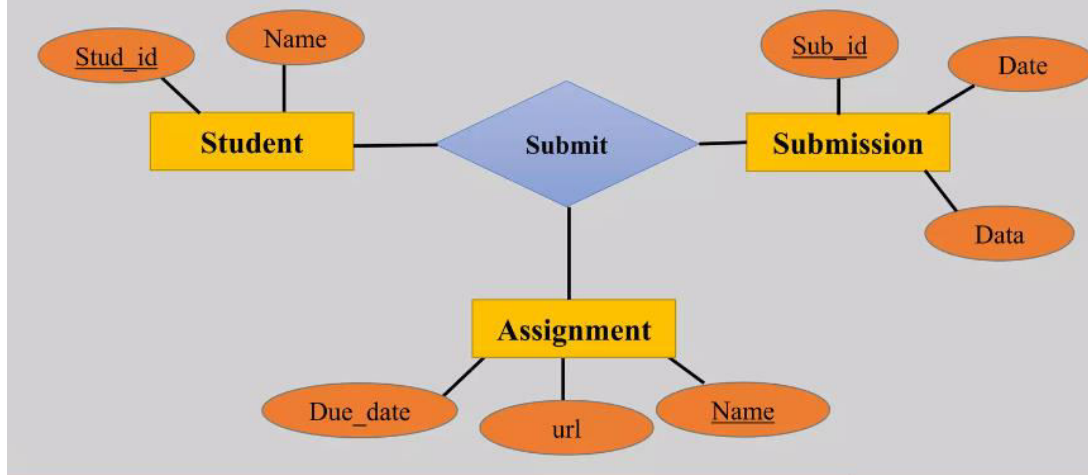 Stud_id
Name
Sub_id
Date
Student
Submit
Submission
Data
Assignment
Due_date
url
Name